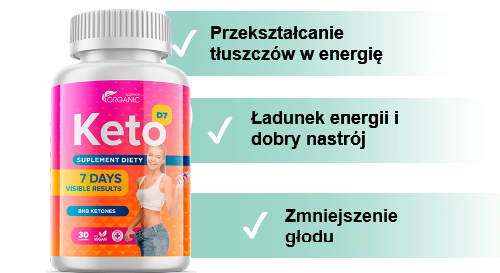 ORGANIC
Keto
D7
SUPLEMENT DIETY
7 DAYS
VISIBLE RESULTS
BHB KETONES
30
VEGAN
Przekształcanie
tłuszczów w energię
Ładunek energii i
dobry nastrój
Zmniejszenie
głodu